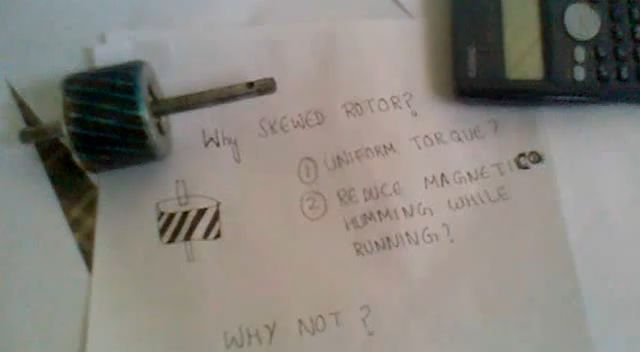 Why SKEWED ROTOR?
① UNIFORM TORQUE?
② REDUCE MAGNETIC
HUMMING WHILE
RUNNING?
WHY NOT?